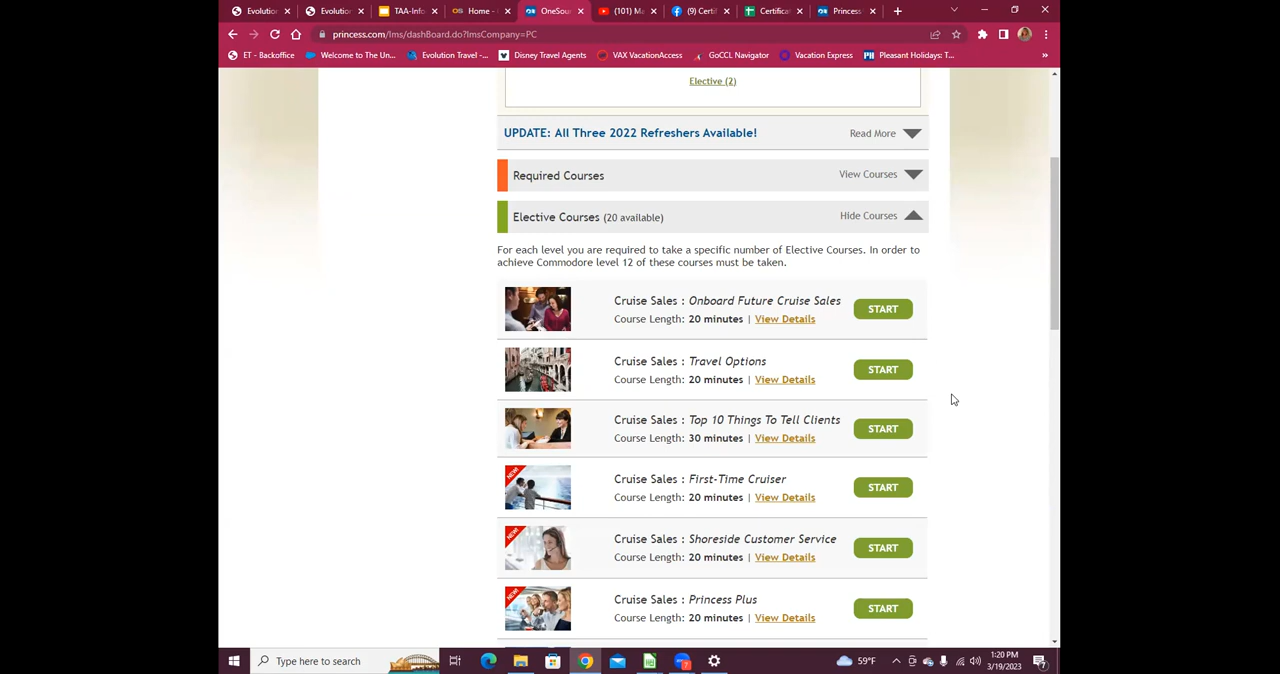 Evolution
Evolution
TAA-Info
Home -
OneSour
(101) Ma
(9) Certif
Certificat
Princess
princess.com/lms/dashBoard.do?lmsCompany=PC
ET - Backoffice
Welcome to The Un...
Evolution Travel -...
Disney Travel Agents
VAX VacationAccess
GoCCL Navigator
Vacation Express
PH Pleasant Holidays: T...
»
Elective (2)
UPDATE: All Three 2022 Refreshers Available!
Read More
Required Courses
View Courses
Elective Courses (20 available)
Hide Courses
For each level you are required to take a specific number of Elective Courses. In order to
achieve Commodore level 12 of these courses must be taken.
Cruise Sales : Onboard Future Cruise Sales
Course Length: 20 minutes | View Details
START
Cruise Sales : Travel Options
Course Length: 20 minutes | View Details
START
Cruise Sales : Top 10 Things To Tell Clients
Course Length: 30 minutes | View Details
START
NEW!
Cruise Sales : First-Time Cruiser
Course Length: 20 minutes | View Details
START
NEW!
Cruise Sales : Shoreside Customer Service
Course Length: 20 minutes | View Details
START
NEW!
Cruise Sales : Princess Plus
Course Length: 20 minutes | View Details
START
Type here to search
59°F
1:20 PM
3/19/2023